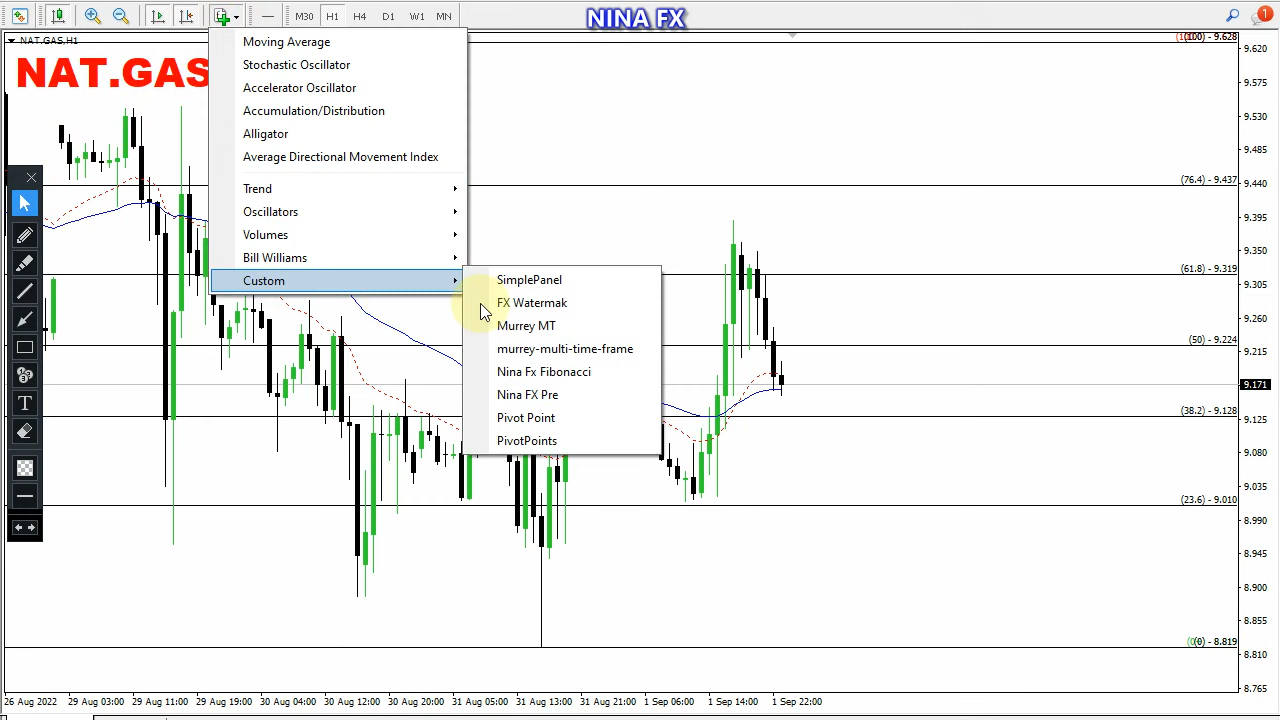 M30 H1 H4 D1 W1 MN
NINA FX
1
NAT.GAS,H1
NAT.GAS
Moving Average
Stochastic Oscillator
Accelerator Oscillator
Accumulation/Distribution
Alligator
Average Directional Movement Index
Trend
Oscillators
Volumes
Bill Williams
Custom
SimplePanel
FX Watermak
Murrey MT
murrey-multi-time-frame
Nina Fx Fibonacci
Nina FX Pre
Pivot Point
PivotPoints
T
(100) - 9.628
(76.4) - 9.437
(61.8) - 9.319
(50) - 9.224
(38.2) - 9.128
(23.6) - 9.010
(0) - 8.819
9.620
9.575
9.530
9.485
9.440
9.395
9.350
9.305
9.260
9.215
9.171
9.125
9.080
9.035
8.990
8.945
8.900
8.855
8.810
8.765
26 Aug 2022 29 Aug 03:00 29 Aug 11:00 29 Aug 19:00 30 Aug 04:00 30 Aug 12:00 30 Aug 20:00 31 Aug 05:00 31 Aug 13:00 31 Aug 21:00 1 Sep 06:00 1 Sep 14:00 1 Sep 22:00